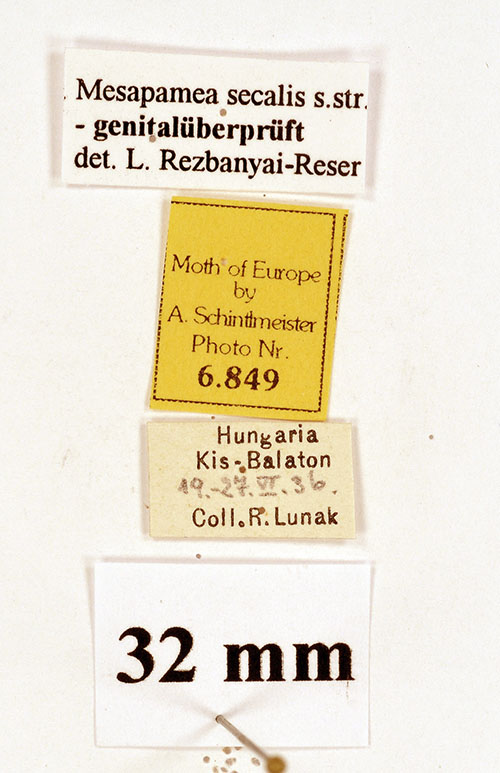 Mesapamea secalis s.str.
- genitalüberprüft
det. L. Rezbanyai-Reser
Moth of Europe
by
A. Schintlmeister
Photo Nr.
6.849
Hungaria
Kis-Balaton
19.-27.VI.36.
Coll.R.Lunak
32 mm